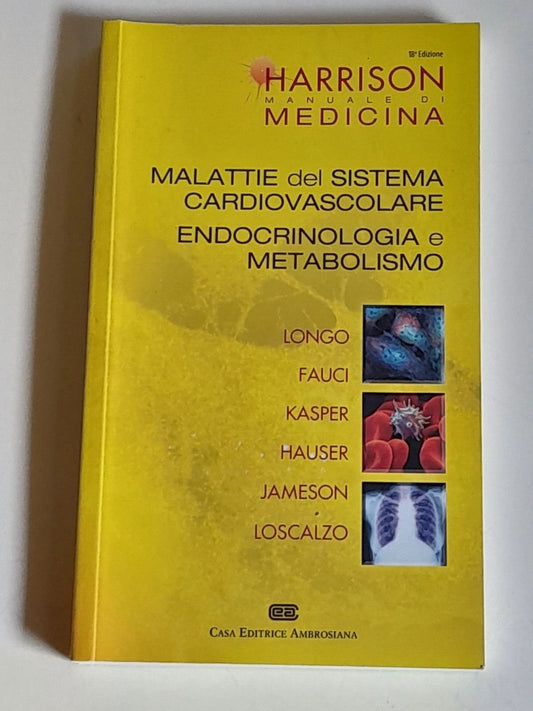 18ª Edizione
HARRISON
MANUALE DI
MEDICINA
MALATTIE del SISTEMA
CARDIOVASCOLARE
ENDOCRINOLOGIA e
METABOLISMO
LONGO
FAUCI
KASPER
HAUSER
JAMESON
LOSCALZO
CEA
CASA EDITRICE AMBROSIANA